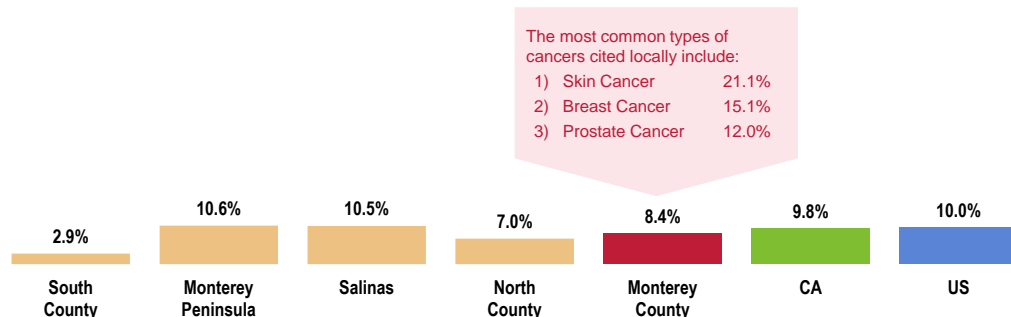 The most common types of
cancers cited locally include:
1) Skin Cancer 21.1%
2) Breast Cancer 15.1%
3) Prostate Cancer 12.0%
2.9%
10.6%
10.5%
7.0%
8.4%
9.8%
10.0%
South
County
Monterey
Peninsula
Salinas
North
County
Monterey
County
CA
US